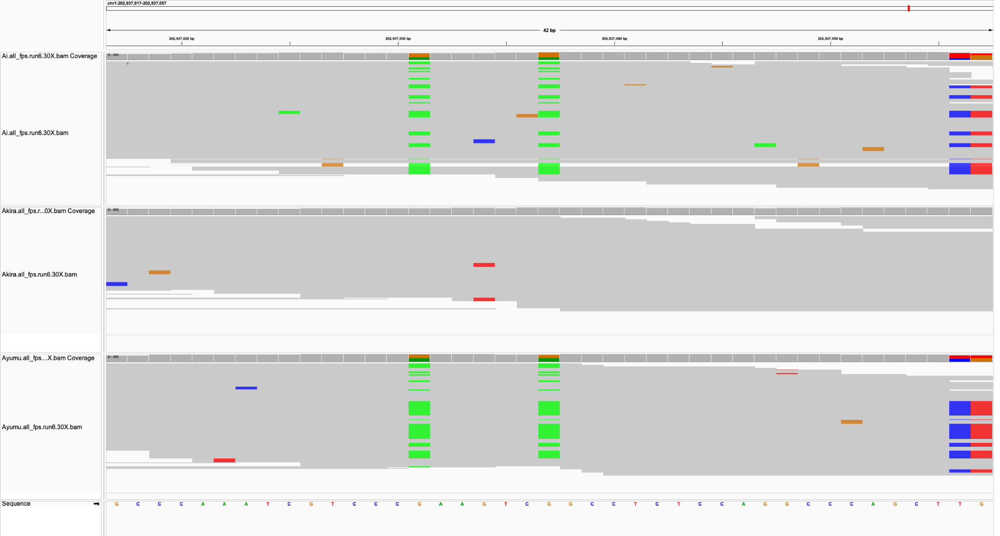 chr1:202,937,017-202,937,057
42 bp
202,937,020 bp 202,937,030 bp 202,937,040 bp 202,937,050 bp
Ai.all_fps.run6.30X.bam Coverage
[0 - 324]
Ai.all_fps.run6.30X.bam
Akira.all_fps.r...0X.bam Coverage
[0 - 260]
Akira.all_fps.run6.30X.bam
Ayumu.all_fps....X.bam Coverage
[0 - 280]
Ayumu.all_fps.run6.30X.bam
Sequence G C C C A A A T C G T C C C G A A G T C G G C C T C T C C A G G C C C A G C T T G